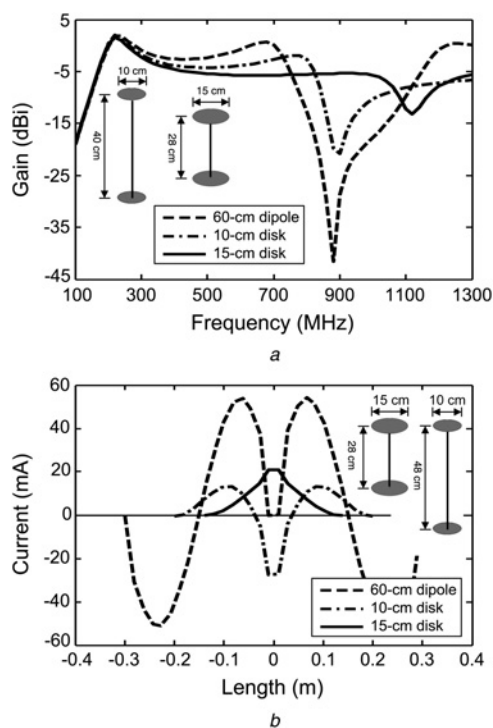 5
-5
-15
-25
-35
-45
Gain (dBi)
10 cm
40 cm
15 cm
28 cm
60-cm dipole
10-cm disk
15-cm disk
100 300 500 700 900 1100 1300
Frequency (MHz)
a
60
40
20
0
-20
-40
60
Current (mA)
15 cm
10 cm
28 cm
48 cm
60-cm dipole
10-cm disk
15-cm disk
-0.4 -0.3 -0.2 -0.1 0 0.1 0.2 0.3 0.4
Length (m)
b